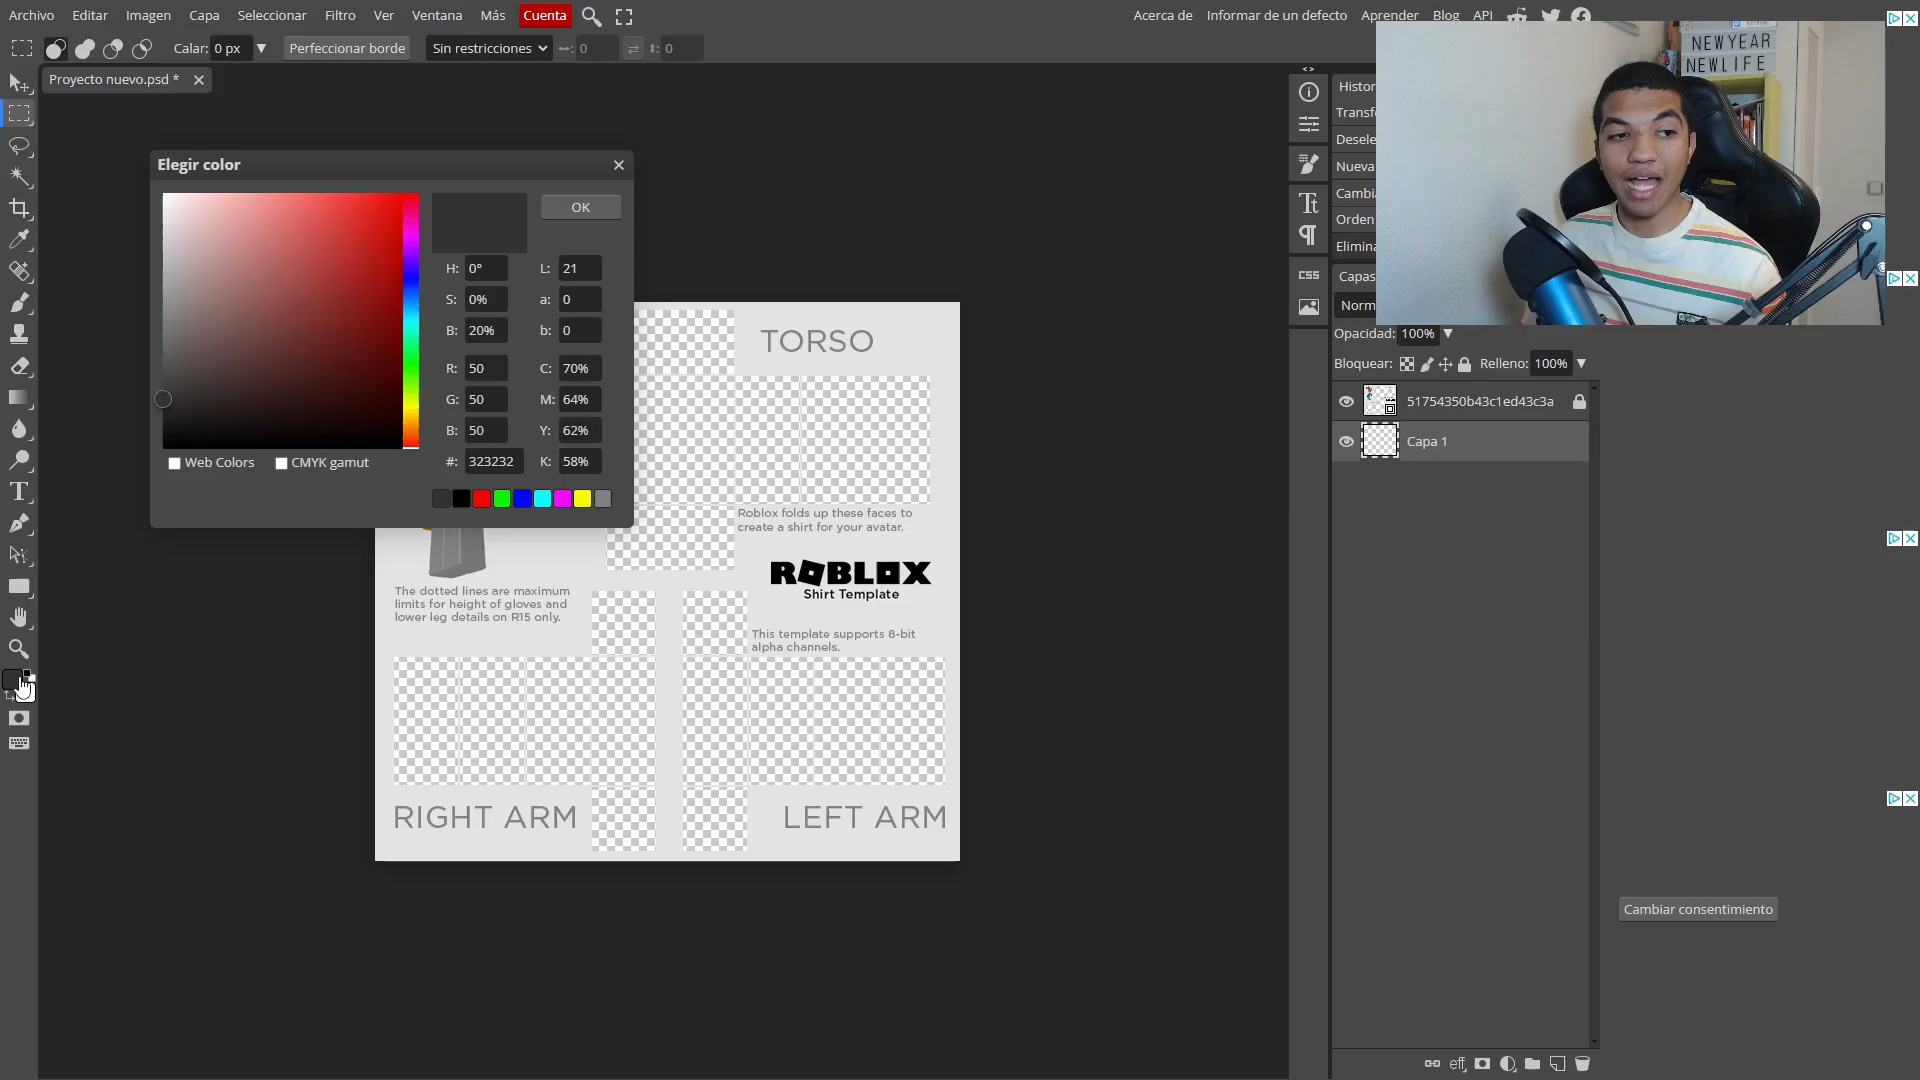 Archivo Editar Imagen Capa Seleccionar Filtro Ver Ventana Más Cuenta Acerca de Informar de un defecto Aprender Blog API
Calar: 0 px Perfeccionar borde Sin restricciones 0 0
Proyecto nuevo.psd *
Elegir color
OK
H: 0° L: 21
S: 0% a: 0
B: 20% b: 0
R: 50 C: 70%
G: 50 M: 64%
B: 50 Y: 62%
#: 323232 K: 58%
Web Colors CMYK gamut
TORSO
Roblox folds up these faces to
create a shirt for your avatar.
ROBLOX
Shirt Template
The dotted lines are maximum
limits for height of gloves and
lower leg details on R15 only.
This template supports 8-bit
alpha channels.
RIGHT ARM LEFT ARM
CSS
Histor
Transf
Desele
Nueva
Cambi
Orden
Elimina
Capas
Norm
Opacidad: 100%
Bloquear: Relleno: 100%
51754350b43c1ed43c3a
Capa 1
eff
Cambiar consentimiento
NEW YEAR
NEW LIFE